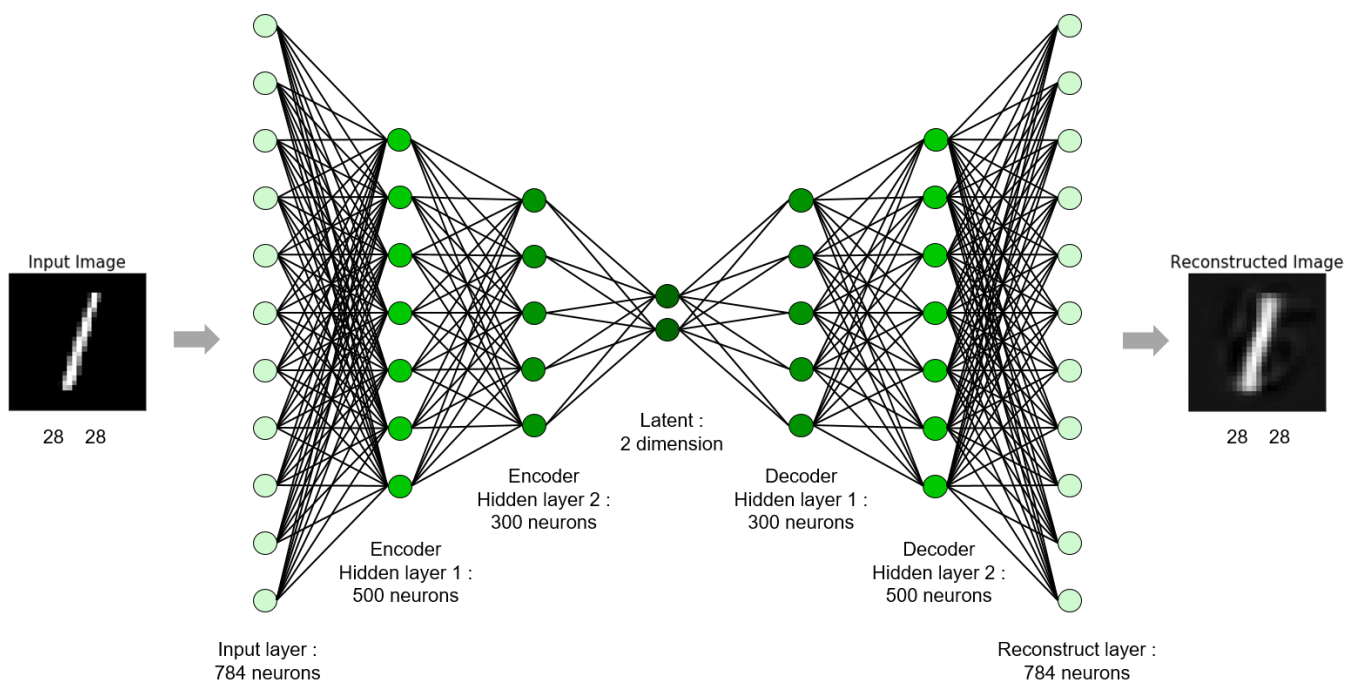 Input Image
28 28
Input layer :
784 neurons
Encoder
Hidden layer 1 :
500 neurons
Encoder
Hidden layer 2 :
300 neurons
Latent :
2 dimension
Decoder
Hidden layer 1 :
300 neurons
Decoder
Hidden layer 2 :
500 neurons
Reconstruct layer :
784 neurons
Reconstructed Image
28 28